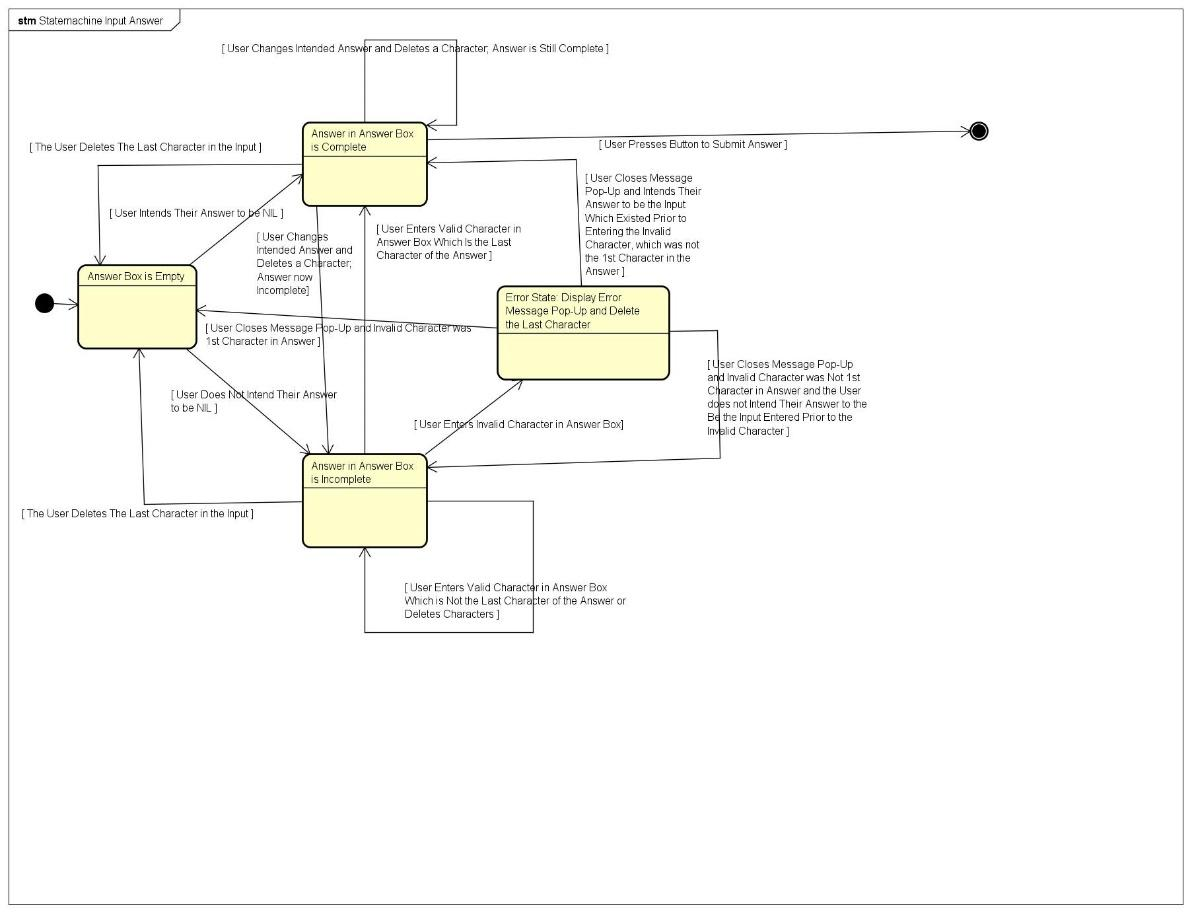 stm Statemachine Input Answer
[ User Changes Intended Answer and Deletes a Character; Answer is Still Complete ]
Answer in Answer Box
is Complete
[ The User Deletes The Last Character in the Input ]
[ User Presses Button to Submit Answer ]
[ User Closes Message
Pop-Up and Intends Their
Answer to be the Input
Which Existed Prior to
Entering the Invalid
Character, which was not
the 1st Character in the
Answer ]
[ User Intends Their Answer to be NIL ]
[ User Changes
Intended Answer and
Deletes a Character;
Answer now
Incomplete]
[ User Enters Valid Character in
Answer Box Which Is the Last
Character of the Answer ]
Answer Box is Empty
Error State: Display Error
Message Pop-Up and Delete
the Last Character
[ User Closes Message Pop-Up and Invalid Character was
1st Character in Answer ]
[ User Closes Message Pop-Up
and Invalid Character was Not 1st
Character in Answer and the User
does not Intend Their Answer to the
Be the Input Entered Prior to the
Invalid Character ]
[ User Does Not Intend Their Answer
to be NIL ]
[ User Enters Invalid Character in Answer Box]
Answer in Answer Box
is Incomplete
[ The User Deletes The Last Character in the Input ]
[ User Enters Valid Character in Answer Box
Which is Not the Last Character of the Answer or
Deletes Characters ]